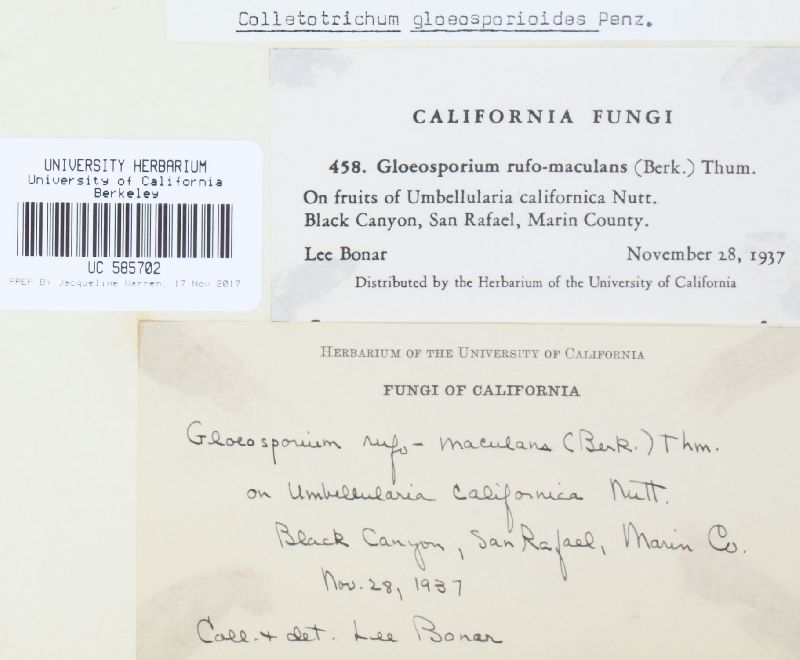 Colletotrichum gloeosporioides Penz.
CALIFORNIA FUNGI
458. Gloeosporium rufo-maculans (Berk.) Thum.
On fruits of Umbellularia californica Nutt.
Black Canyon, San Rafael, Marin County.
Lee Bonar November 28, 1937
Distributed by the Herbarium of the University of California
UNIVERSITY HERBARIUM
University of California
Berkeley
UC 585702
PREP BY Jacqueline Warren; 17 Nov 2017
HERBARIUM OF THE UNIVERSITY OF CALIFORNIA
FUNGI OF CALIFORNIA
Gloeosporium rufo-maculans (Berk.) Thm.
on Umbellularia californica Nutt.
Black Canyon, San Rafael, Marin Co.
Nov. 28, 1937
Coll. + det. Lee Bonar